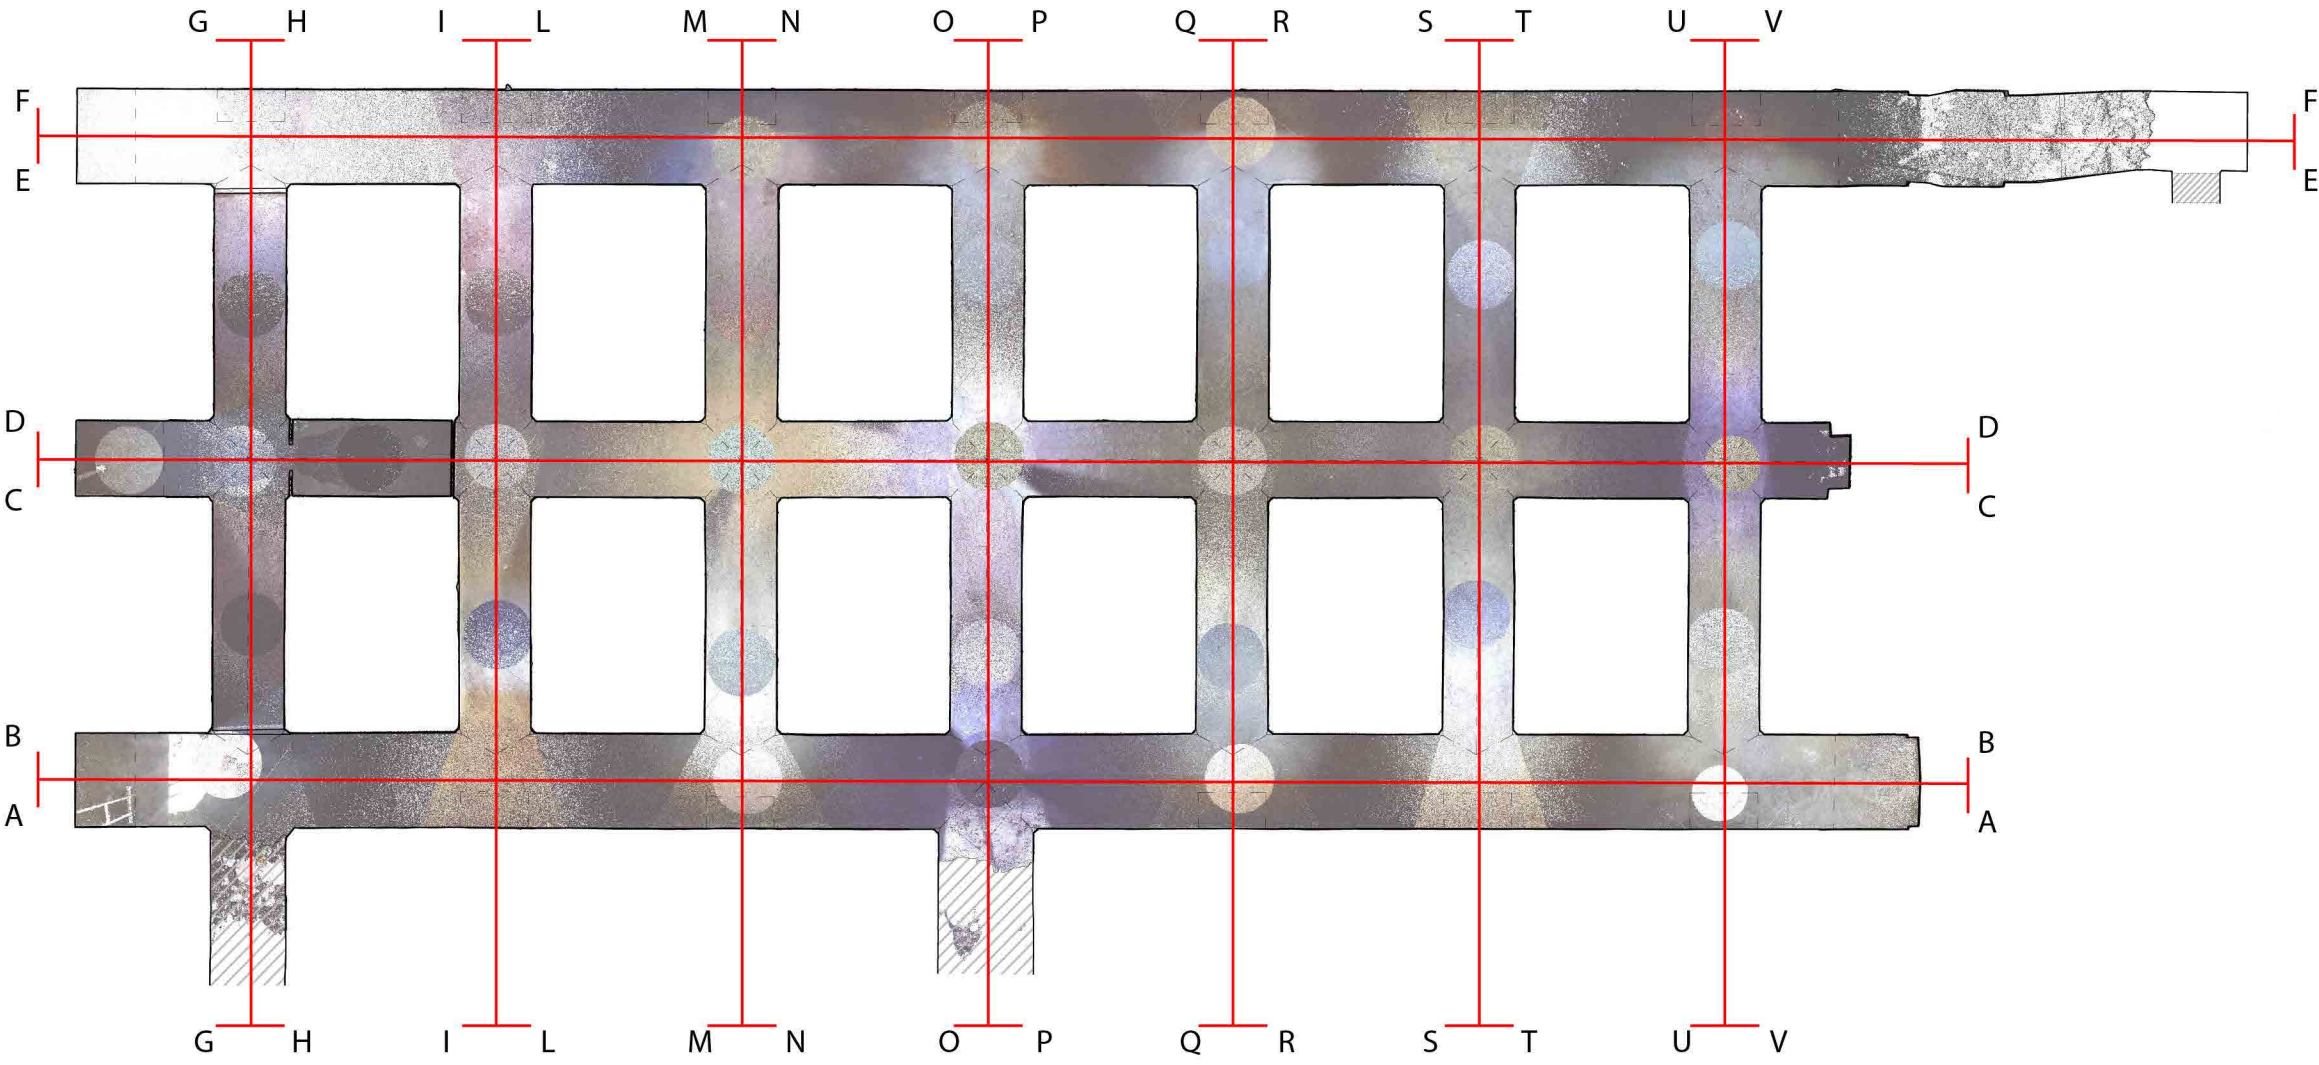 G H I L M N O P Q R S T U V
F F
E E
D D
C C
B B
A A
G H I L M N O P Q R S T U V